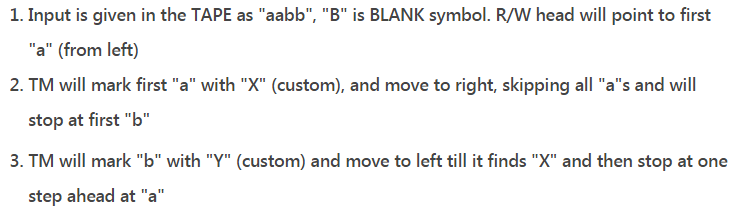 1. Input is given in the TAPE as "aabb", "B" is BLANK symbol. R/W head will point to first
"a" (from left)
2. TM will mark first "a" with "X" (custom), and move to right, skipping all "a"s and will
stop at first "b"
3. TM will mark "b" with "Y" (custom) and move to left till it finds "X" and then stop at one
step ahead at "a"